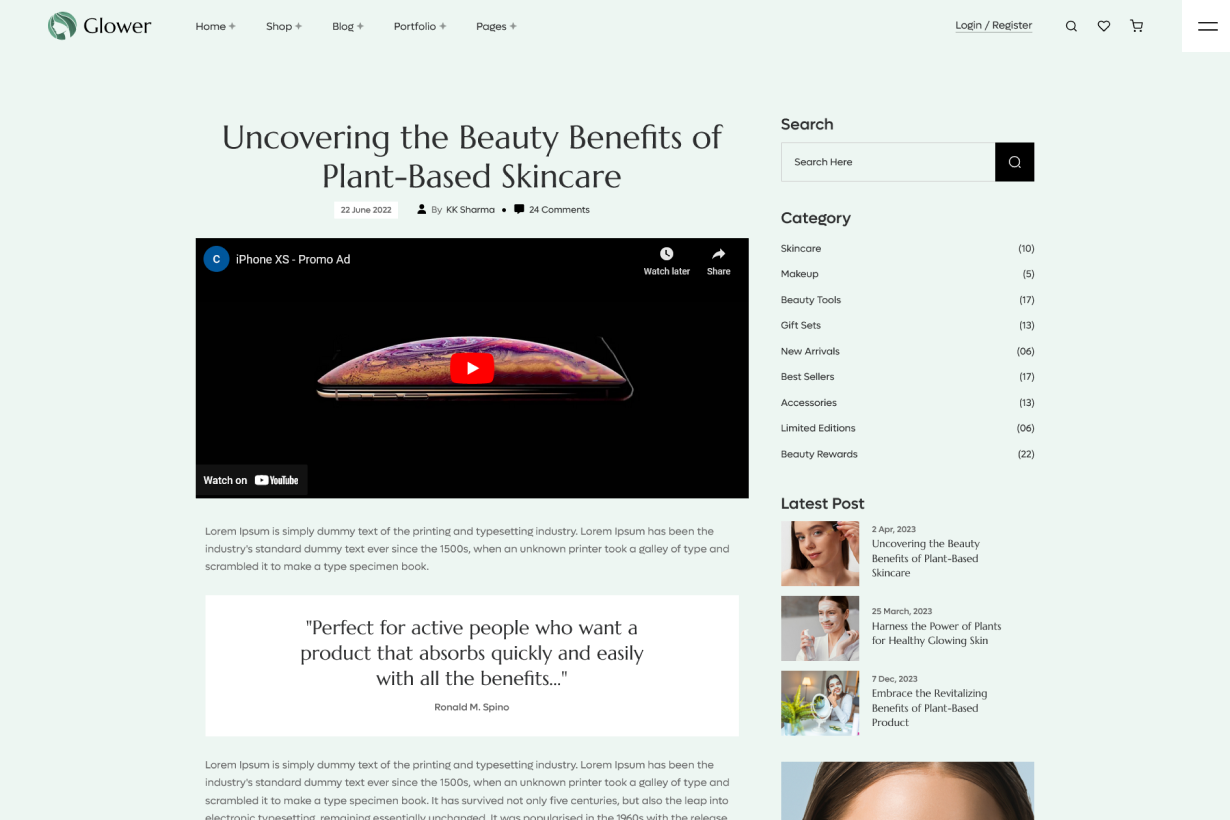 Glower
Home +
Shop +
Blog +
Portfolio +
Pages +
Login / Register
Uncovering the Beauty Benefits of
Plant-Based Skincare
22 June 2022
By KK Sharma
24 Comments
C
iPhone XS - Promo Ad
Watch later
Share
Watch on YouTube
Lorem Ipsum is simply dummy text of the printing and typesetting industry. Lorem Ipsum has been the
industry's standard dummy text ever since the 1500s, when an unknown printer took a galley of type and
scrambled it to make a type specimen book.
"Perfect for active people who want a
product that absorbs quickly and easily
with all the benefits..."
Ronald M. Spino
Lorem Ipsum is simply dummy text of the printing and typesetting industry. Lorem Ipsum has been the
industry's standard dummy text ever since the 1500s, when an unknown printer took a galley of type and
scrambled it to make a type specimen book. It has survived not only five centuries, but also the leap into
electronic typesetting, remaining essentially unchanged. It was popularised in the 1960s with the release
Search
Search Here
Category
Skincare (10)
Makeup (5)
Beauty Tools (17)
Gift Sets (13)
New Arrivals (06)
Best Sellers (17)
Accessories (13)
Limited Editions (06)
Beauty Rewards (22)
Latest Post
2 Apr, 2023
Uncovering the Beauty
Benefits of Plant-Based
Skincare
25 March, 2023
Harness the Power of Plants
for Healthy Glowing Skin
7 Dec, 2023
Embrace the Revitalizing
Benefits of Plant-Based
Product